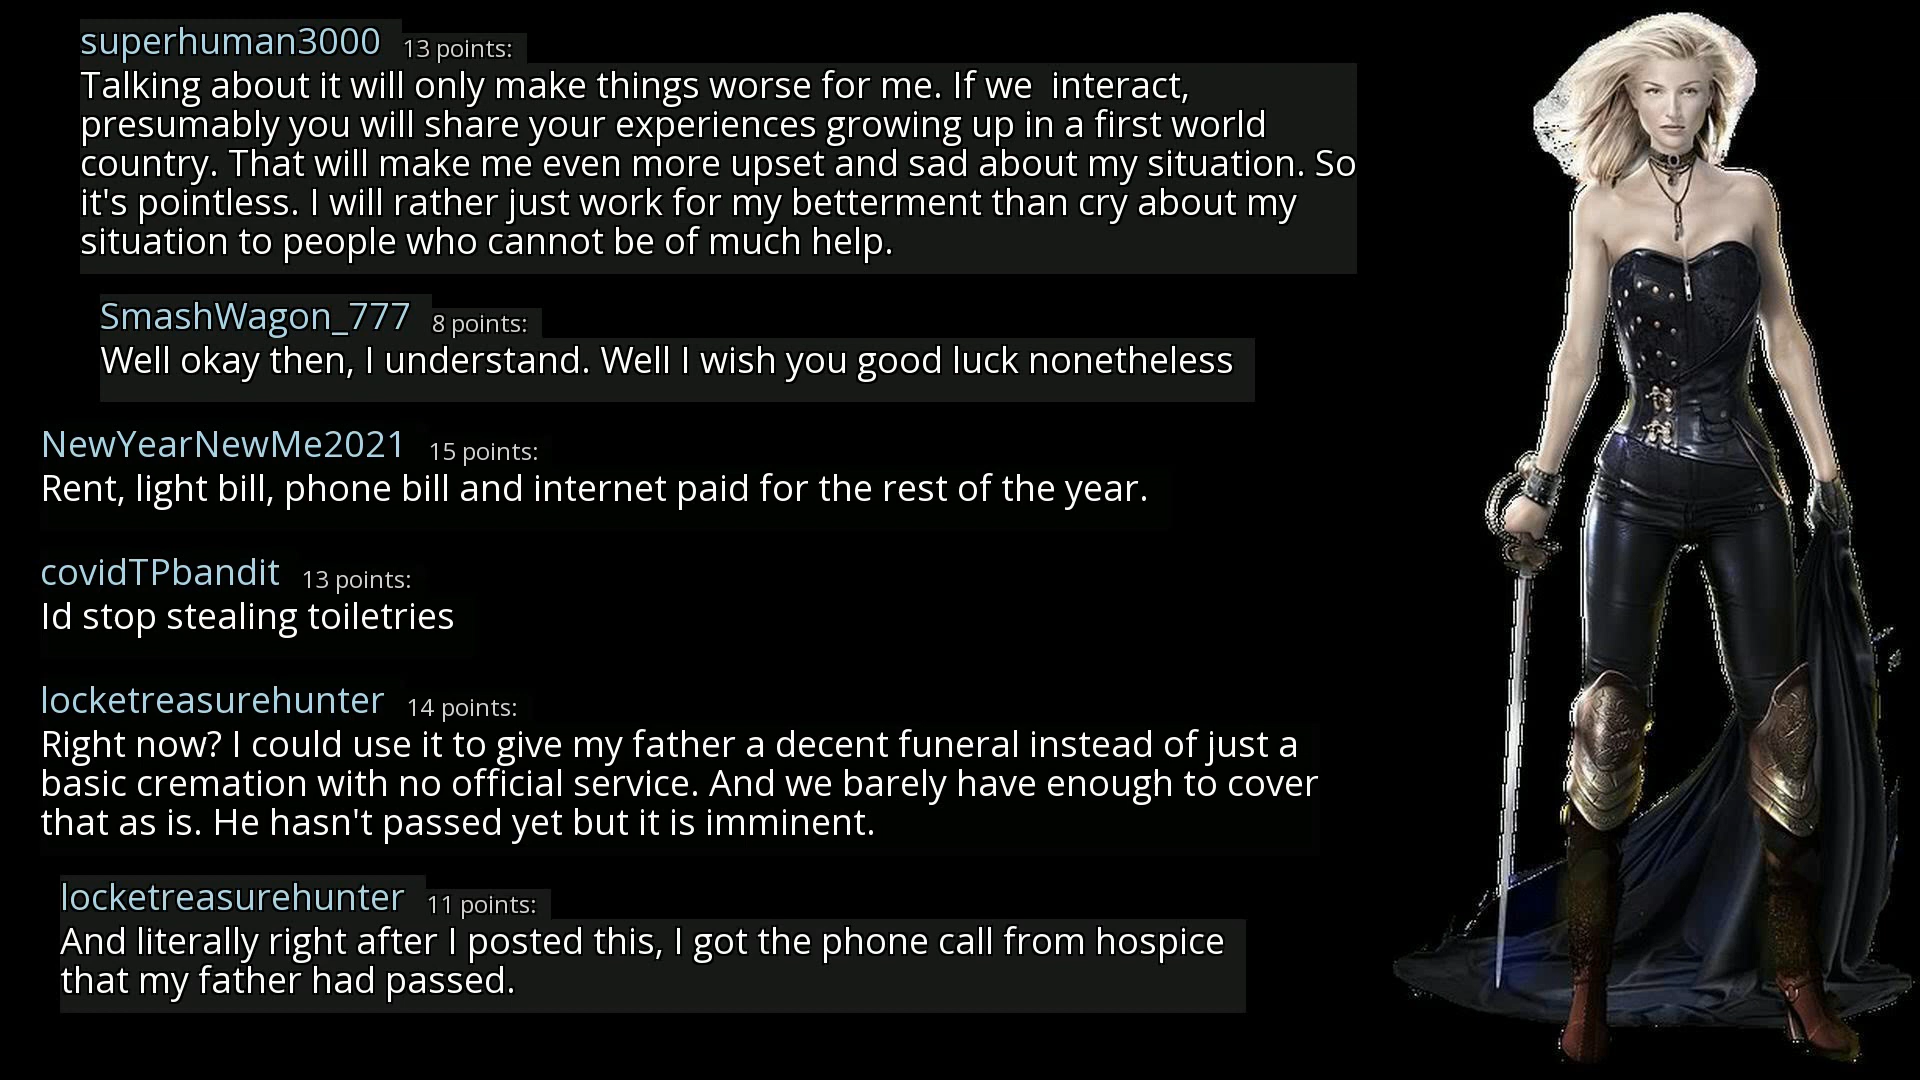 superhuman3000 13 points:
Talking about it will only make things worse for me. If we  interact,
presumably you will share your experiences growing up in a first world
country. That will make me even more upset and sad about my situation. So
it's pointless. I will rather just work for my betterment than cry about my
situation to people who cannot be of much help.
SmashWagon_777 8 points:
Well okay then, I understand. Well I wish you good luck nonetheless
NewYearNewMe2021 15 points:
Rent, light bill, phone bill and internet paid for the rest of the year.
covidTPbandit 13 points:
Id stop stealing toiletries
locketreasurehunter 14 points:
Right now? I could use it to give my father a decent funeral instead of just a
basic cremation with no official service. And we barely have enough to cover
that as is. He hasn't passed yet but it is imminent.
locketreasurehunter 11 points:
And literally right after I posted this, I got the phone call from hospice
that my father had passed.